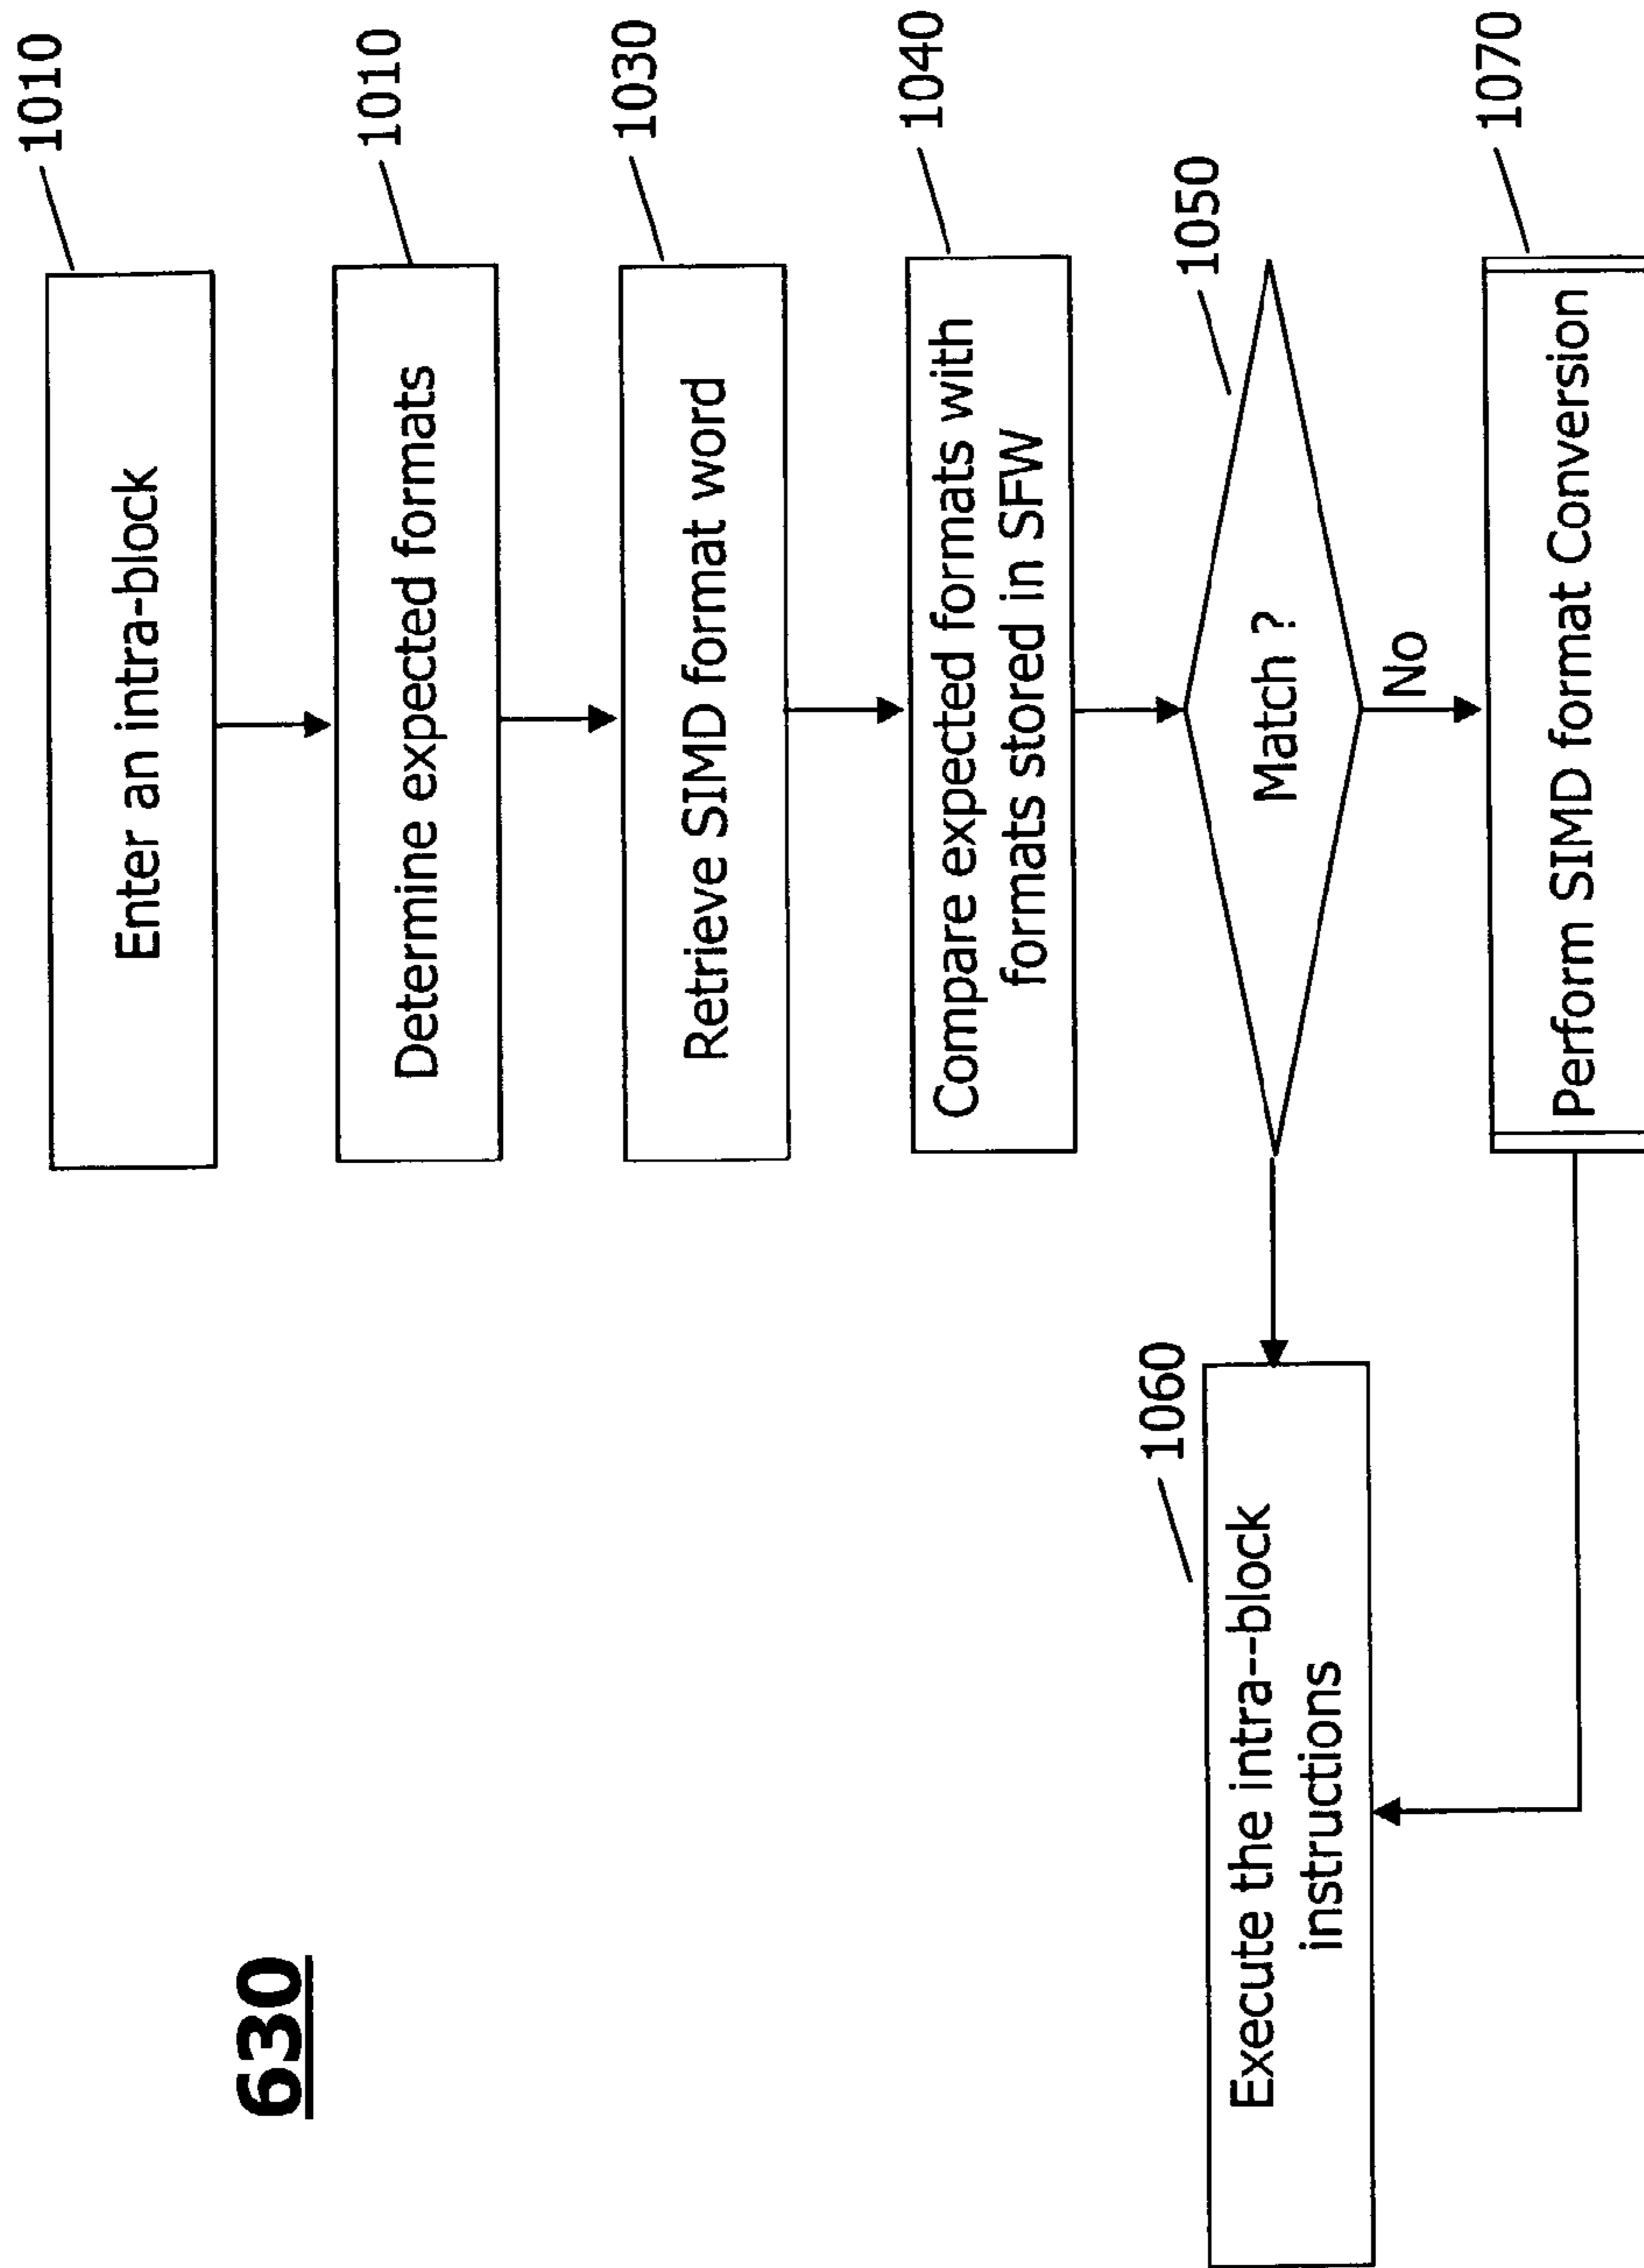 630
1010
Enter an intra-block
1010
Determine expected formats
1030
Retrieve SIMD format word
1040
Compare expected formats with
formats stored in SFW
1050
Match ?
No
1060
Execute the intra--block
instructions
1070
Perform SIMD format Conversion